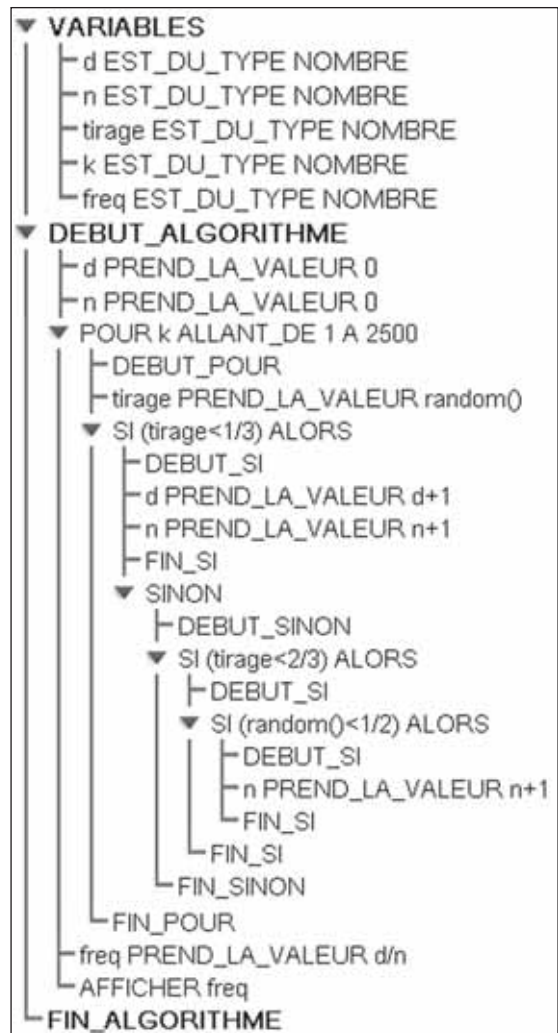 VARIABLES
d EST_DU_TYPE NOMBRE
n EST_DU_TYPE NOMBRE
tirage EST_DU_TYPE NOMBRE
k EST_DU_TYPE NOMBRE
freq EST_DU_TYPE NOMBRE
DEBUT_ALGORITHME
d PREND_LA_VALEUR 0
n PREND_LA_VALEUR 0
POUR k ALLANT_DE 1 A 2500
DEBUT_POUR
tirage PREND_LA_VALEUR random()
SI (tirage<1/3) ALORS
DEBUT_SI
d PREND_LA_VALEUR d+1
n PREND_LA_VALEUR n+1
FIN_SI
SINON
DEBUT_SINON
SI (tirage<2/3) ALORS
DEBUT_SI
SI (random()<1/2) ALORS
DEBUT_SI
n PREND_LA_VALEUR n+1
FIN_SI
FIN_SI
FIN_SINON
FIN_POUR
freq PREND_LA_VALEUR d/n
AFFICHER freq
FIN_ALGORITHME